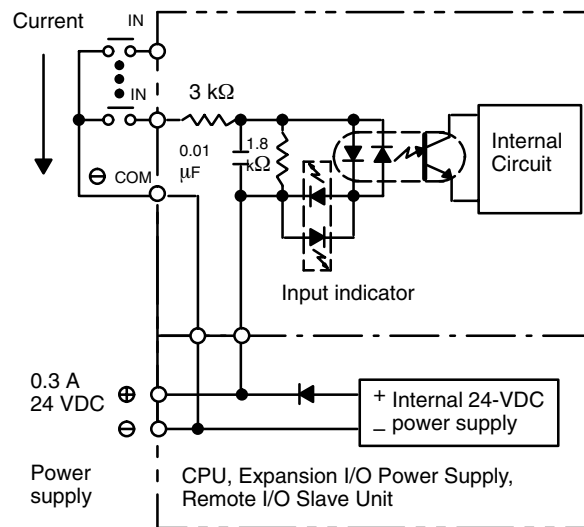 Current
IN
IN
3 kΩ
0.01
μF
1.8
kΩ
Internal
Circuit
⊖ COM
Input indicator
0.3 A
24 VDC
⊕
⊖
+ Internal 24-VDC
– power supply
Power
supply
CPU, Expansion I/O Power Supply,
Remote I/O Slave Unit